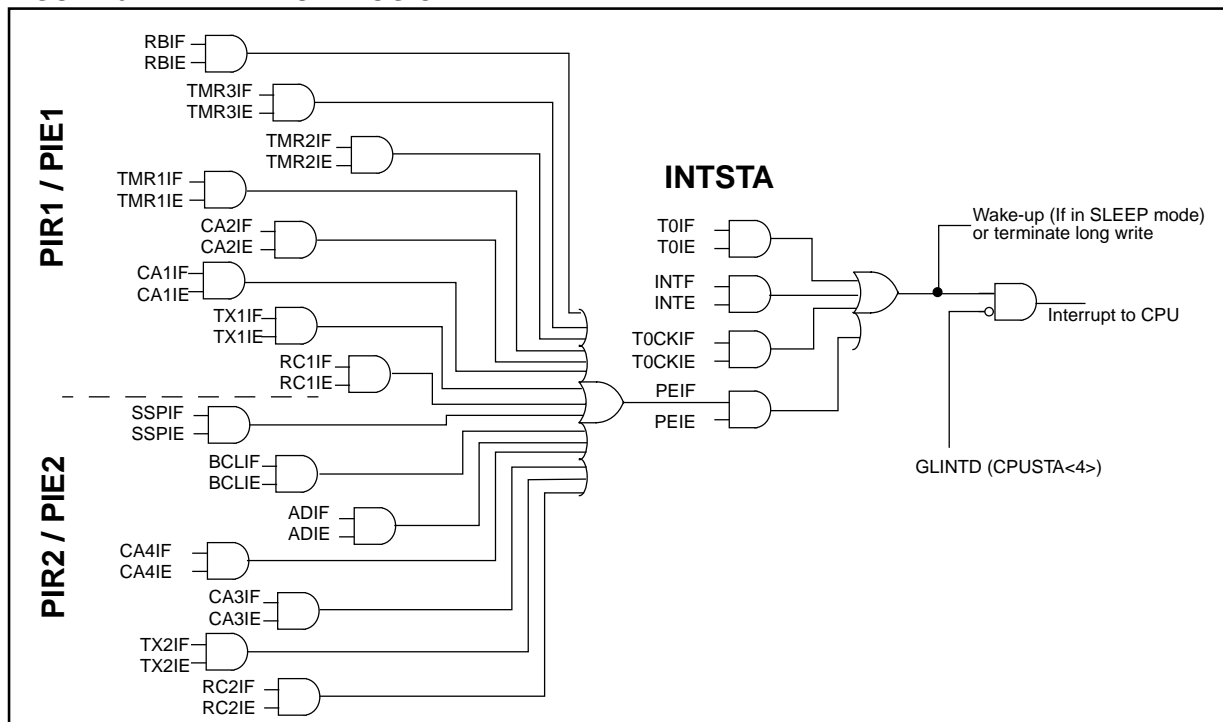 RBIF
RBIE
TMR3IF
TMR3IE
TMR2IF
TMR2IE
TMR1IF
TMR1IE
CA2IF
CA2IE
CA1IF
CA1IE
TX1IF
TX1IE
RC1IF
RC1IE
PIR1 / PIE1
SSPIF
SSPIE
BCLIF
BCLIE
ADIF
ADIE
CA4IF
CA4IE
CA3IF
CA3IE
TX2IF
TX2IE
RC2IF
RC2IE
PIR2 / PIE2
INTSTA
T0IF
T0IE
INTF
INTE
T0CKIF
T0CKIE
PEIF
PEIE
Wake-up (If in SLEEP mode)
or terminate long write
Interrupt to CPU
GLINTD (CPUSTA<4>)